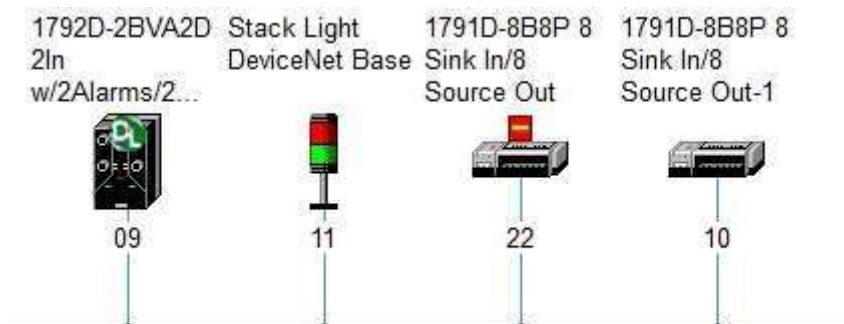 1792D-2BVA2D
2In
w/2Alarms/2...
Stack Light
DeviceNet Base
1791D-8B8P 8
Sink In/8
Source Out
1791D-8B8P 8
Sink In/8
Source Out-1
09
11
22
10